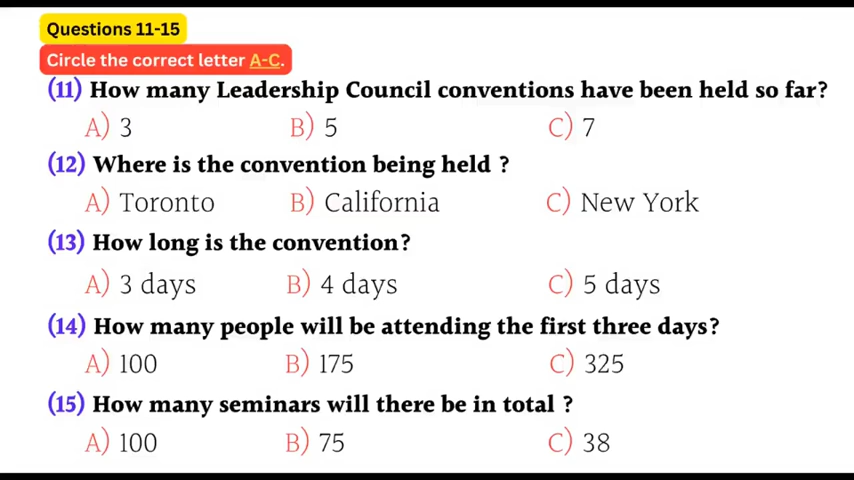 Questions 11-15
Circle the correct letter A-C.
(11) How many Leadership Council conventions have been held so far?
A) 3 B) 5 C) 7
(12) Where is the convention being held ?
A) Toronto B) California C) New York
(13) How long is the convention?
A) 3 days B) 4 days C) 5 days
(14) How many people will be attending the first three days?
A) 100 B) 175 C) 325
(15) How many seminars will there be in total ?
A) 100 B) 75 C) 38